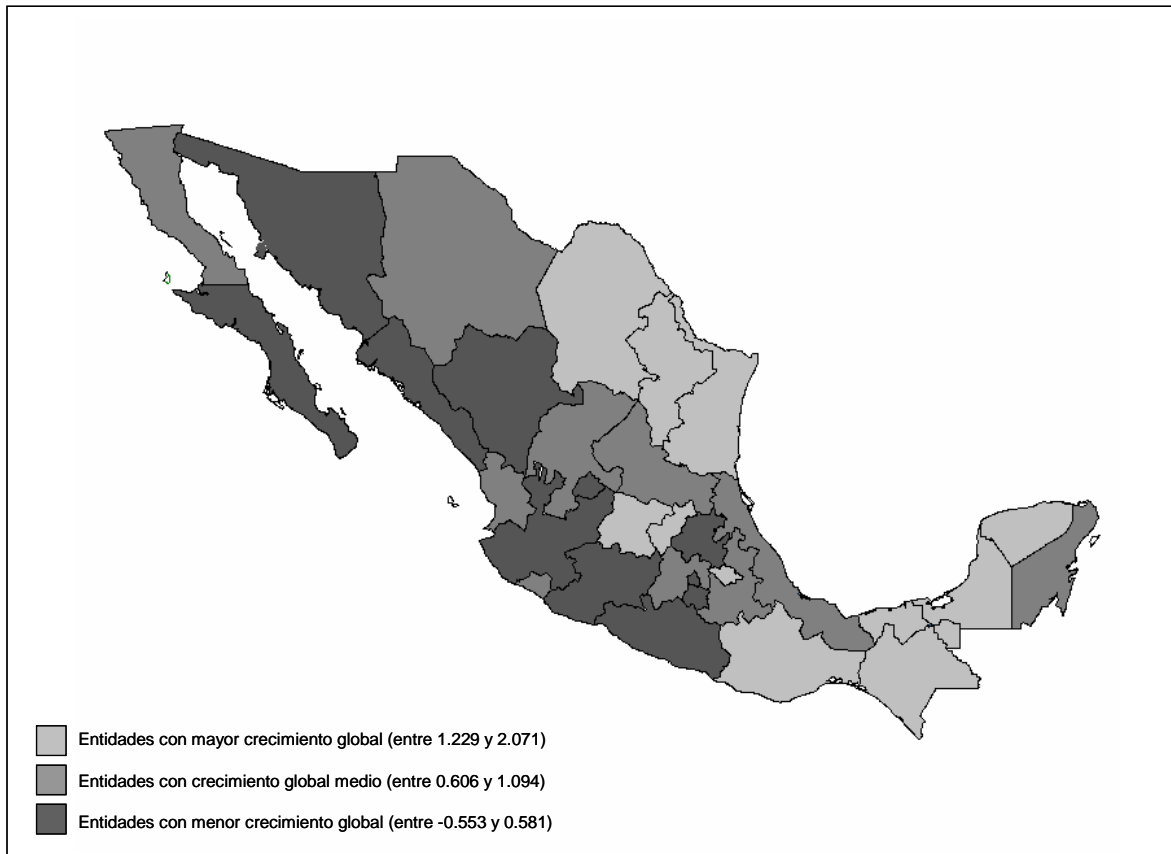 Entidades con mayor crecimiento global (entre 1.229 y 2.071)
Entidades con crecimiento global medio (entre 0.606 y 1.094)
Entidades con menor crecimiento global (entre -0.553 y 0.581)